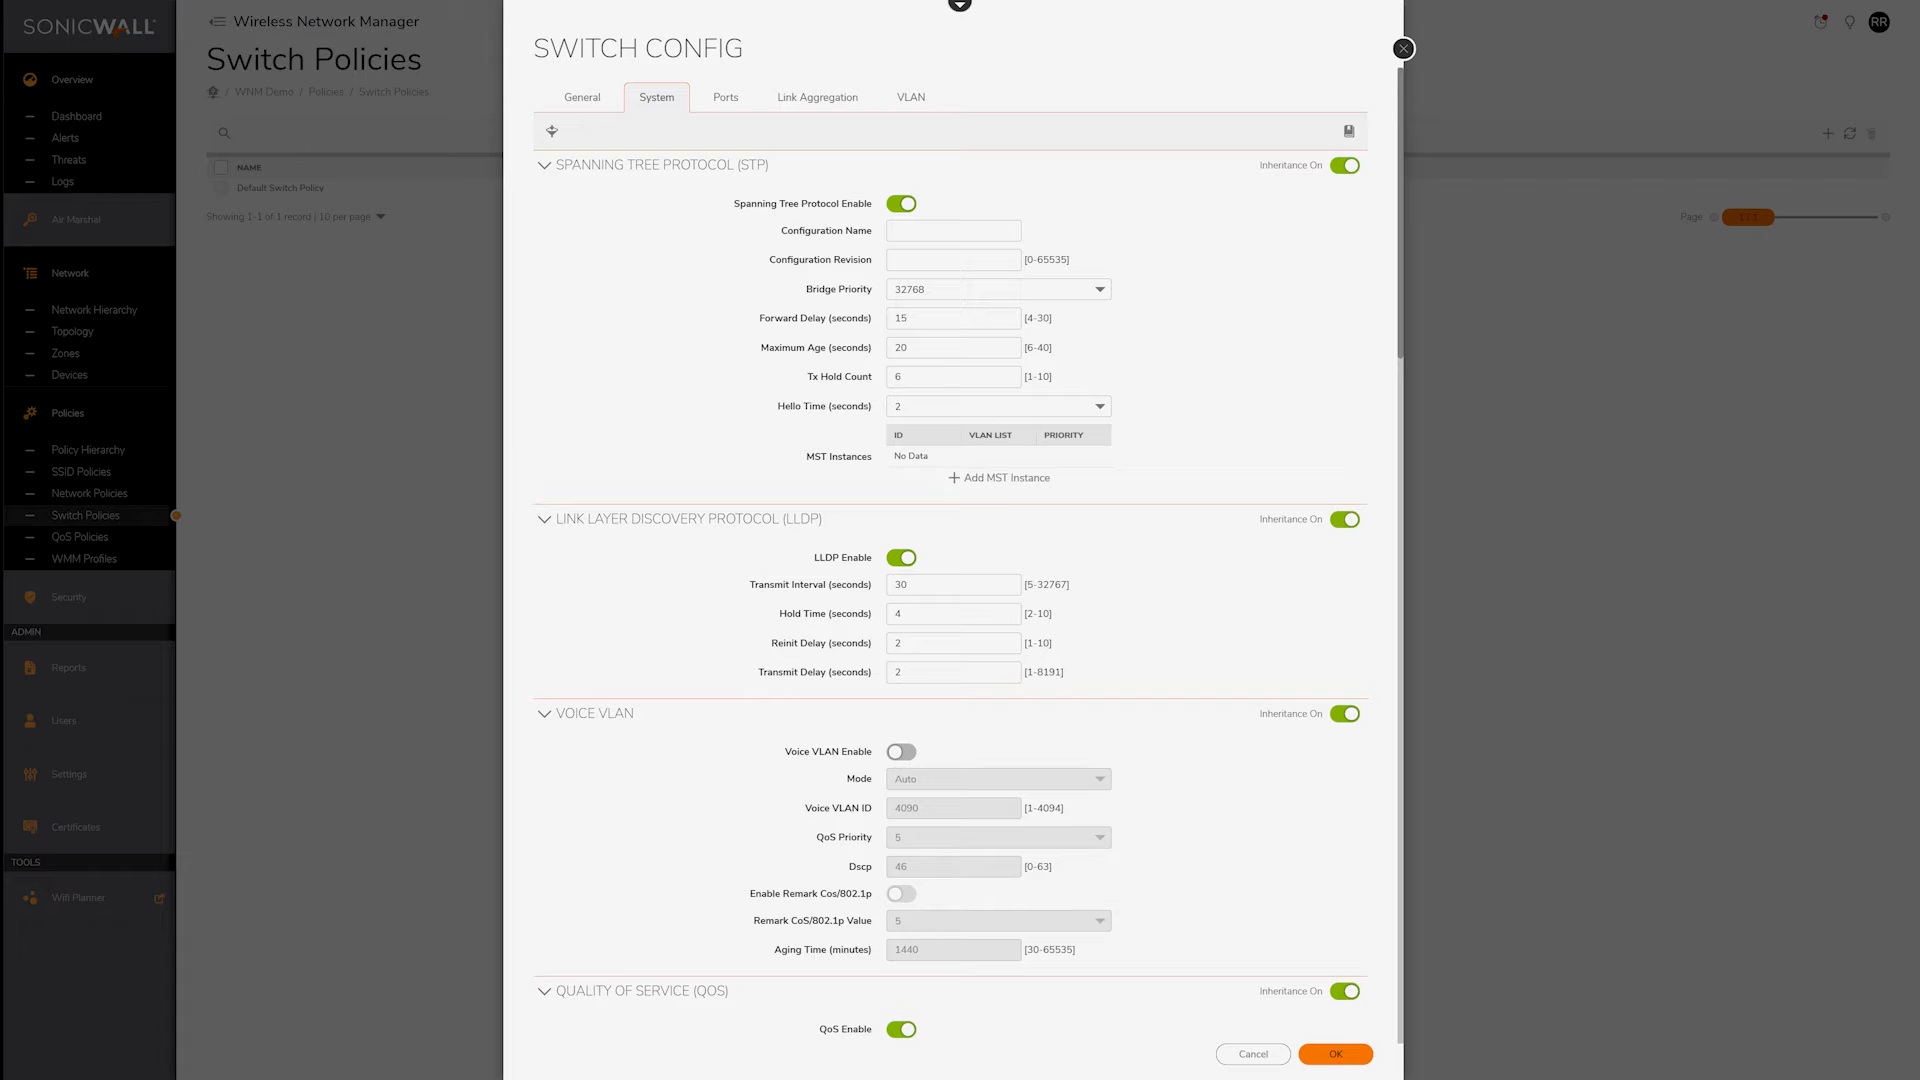 SONICWALL
Wireless Network Manager
RR
Switch Policies
WNM Demo / Policies / Switch Policies
NAME
Default Switch Policy
Showing 1-1 of 1 record | 10 per page
Page
1 / 1
Overview
Dashboard
Alerts
Threats
Logs
Air Marshal
Network
Network Hierarchy
Topology
Zones
Devices
Policies
Policy Hierarchy
SSID Policies
Network Policies
Switch Policies
QoS Policies
WMM Profiles
Security
ADMIN
Reports
Users
Settings
Certificates
TOOLS
Wifi Planner
SWITCH CONFIG
General System Ports Link Aggregation VLAN
SPANNING TREE PROTOCOL (STP) Inheritance On
Spanning Tree Protocol Enable
Configuration Name
Configuration Revision [0-65535]
Bridge Priority 32768
Forward Delay (seconds) 15 [4-30]
Maximum Age (seconds) 20 [6-40]
Tx Hold Count 6 [1-10]
Hello Time (seconds) 2
ID VLAN LIST PRIORITY
MST Instances No Data
Add MST Instance
LINK LAYER DISCOVERY PROTOCOL (LLDP) Inheritance On
LLDP Enable
Transmit Interval (seconds) 30 [5-32767]
Hold Time (seconds) 4 [2-10]
Reinit Delay (seconds) 2 [1-10]
Transmit Delay (seconds) 2 [1-8191]
VOICE VLAN Inheritance On
Voice VLAN Enable
Mode Auto
Voice VLAN ID 4090 [1-4094]
QoS Priority 5
Dscp 46 [0-63]
Enable Remark Cos/802.1p
Remark CoS/802.1p Value 5
Aging Time (minutes) 1440 [30-65535]
QUALITY OF SERVICE (QOS) Inheritance On
QoS Enable
Cancel OK